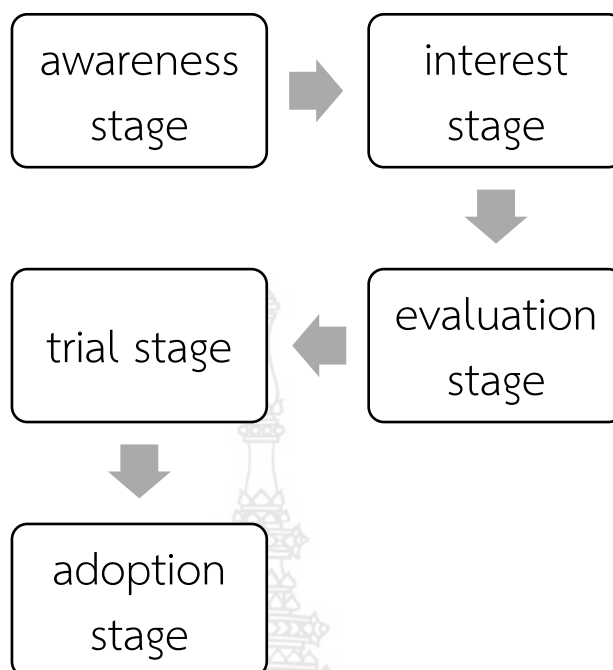 awareness
stage
interest
stage
evaluation
stage
trial stage
adoption
stage